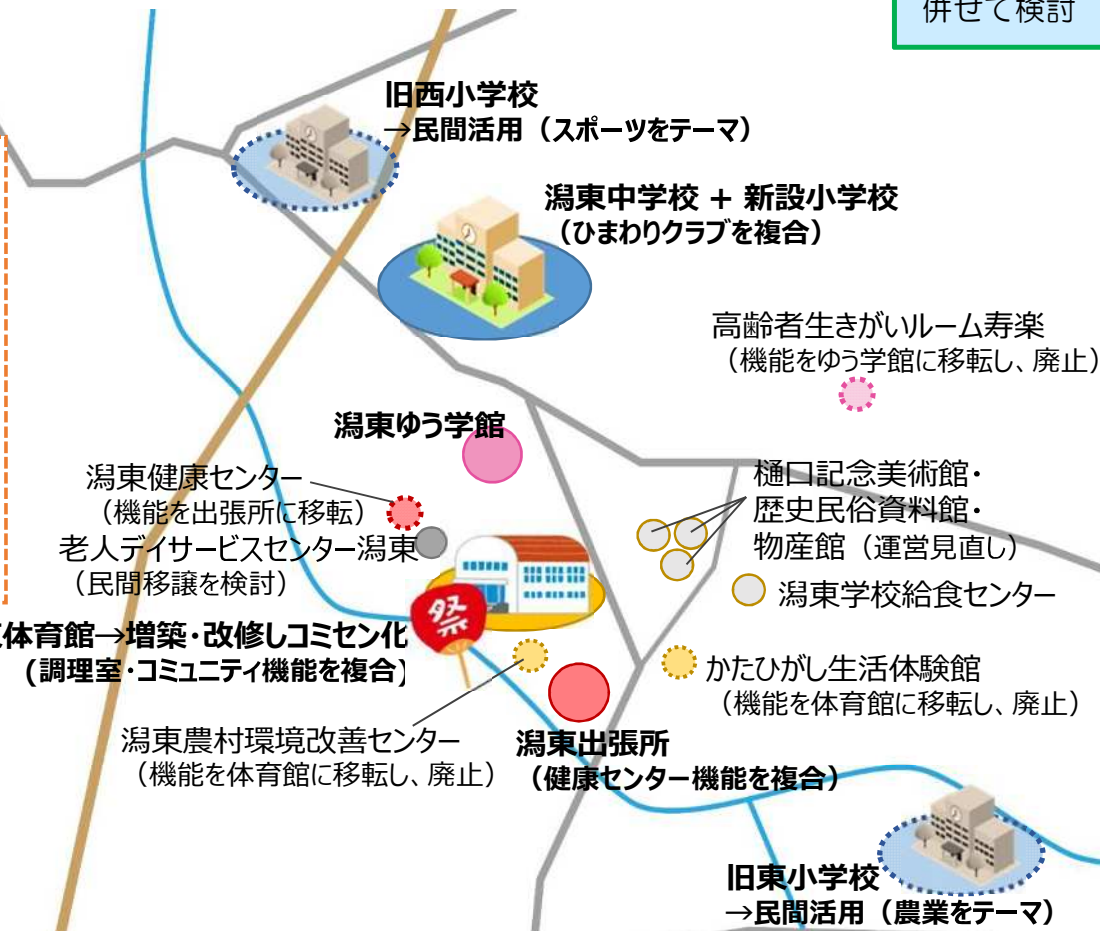 併せて検討
旧西小学校
→民間活用（スポーツをテーマ）
潟東中学校 + 新設小学校
（ひまわりクラブを複合）
高齢者生きがいルーム寿楽
（機能をゆう学館に移転し、廃止）
潟東ゆう学館
潟東健康センター
（機能を出張所に移転）
老人デイサービスセンター潟東
（民間移譲を検討）
樋口記念美術館・
歴史民俗資料館・
物産館（運営見直し）
潟東学校給食センター
祭
体育館→増築・改修しコミセン化
（調理室・コミュニティ機能を複合）
かたひがし生活体験館
（機能を体育館に移転し、廃止）
潟東農村環境改善センター
（機能を体育館に移転し、廃止）
潟東出張所
（健康センター機能を複合）
旧東小学校
→民間活用（農業をテーマ）